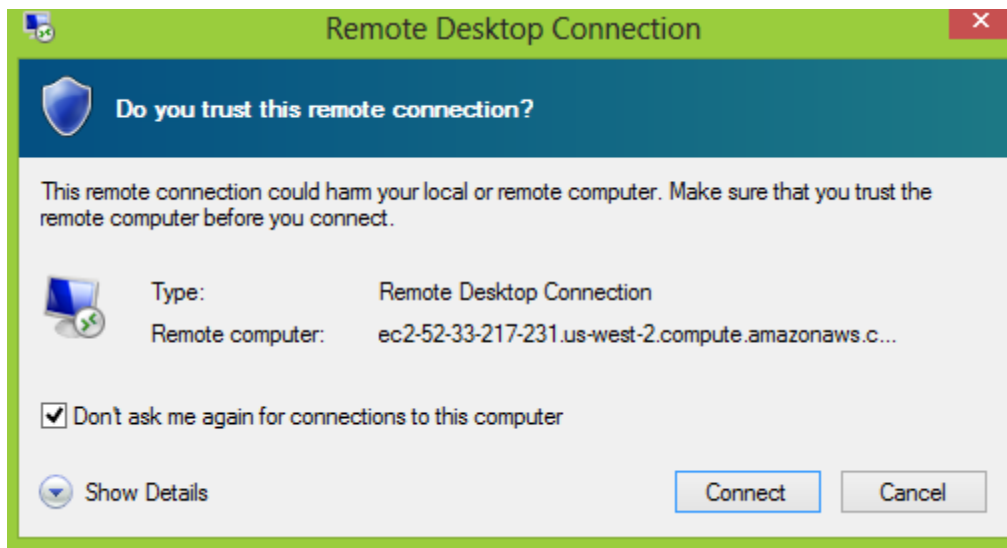 Remote Desktop Connection
Do you trust this remote connection?
This remote connection could harm your local or remote computer. Make sure that you trust the
remote computer before you connect.
Type: Remote Desktop Connection
Remote computer: ec2-52-33-217-231.us-west-2.compute.amazonaws.c...
Don't ask me again for connections to this computer
Show Details Connect Cancel